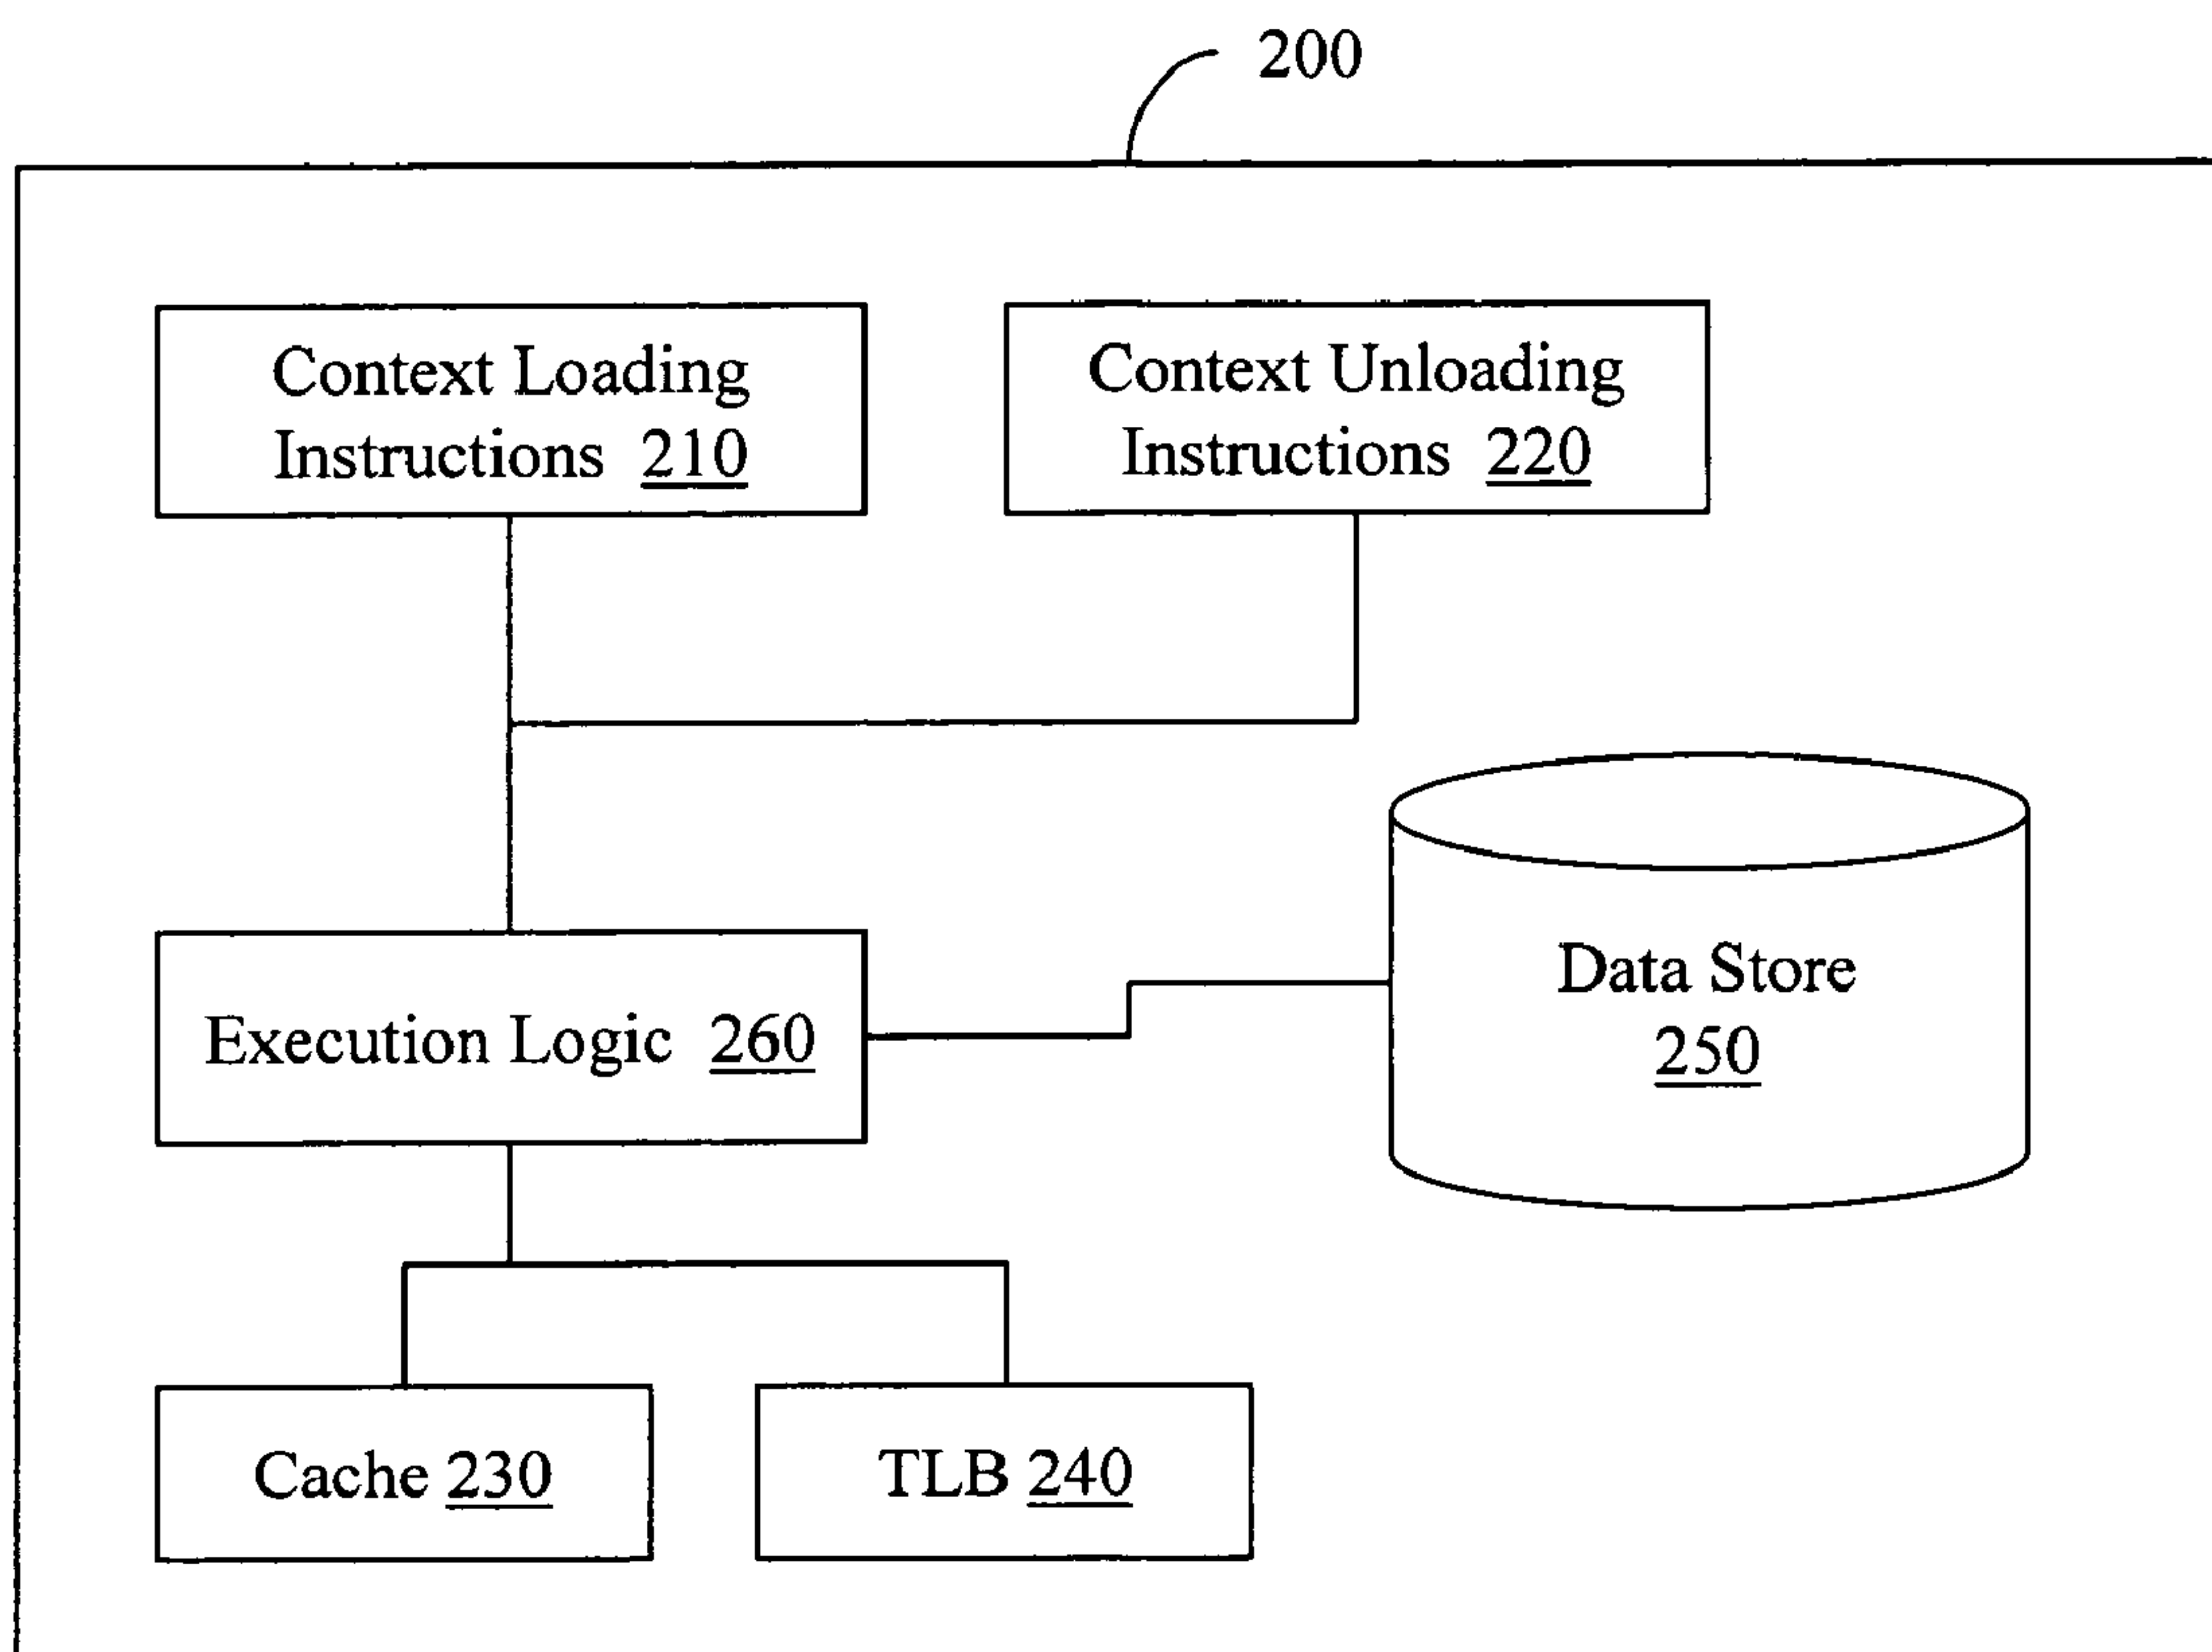 200
Context Loading
Instructions 210
Context Unloading
Instructions 220
Data Store
250
Execution Logic 260
Cache 230
TLB 240